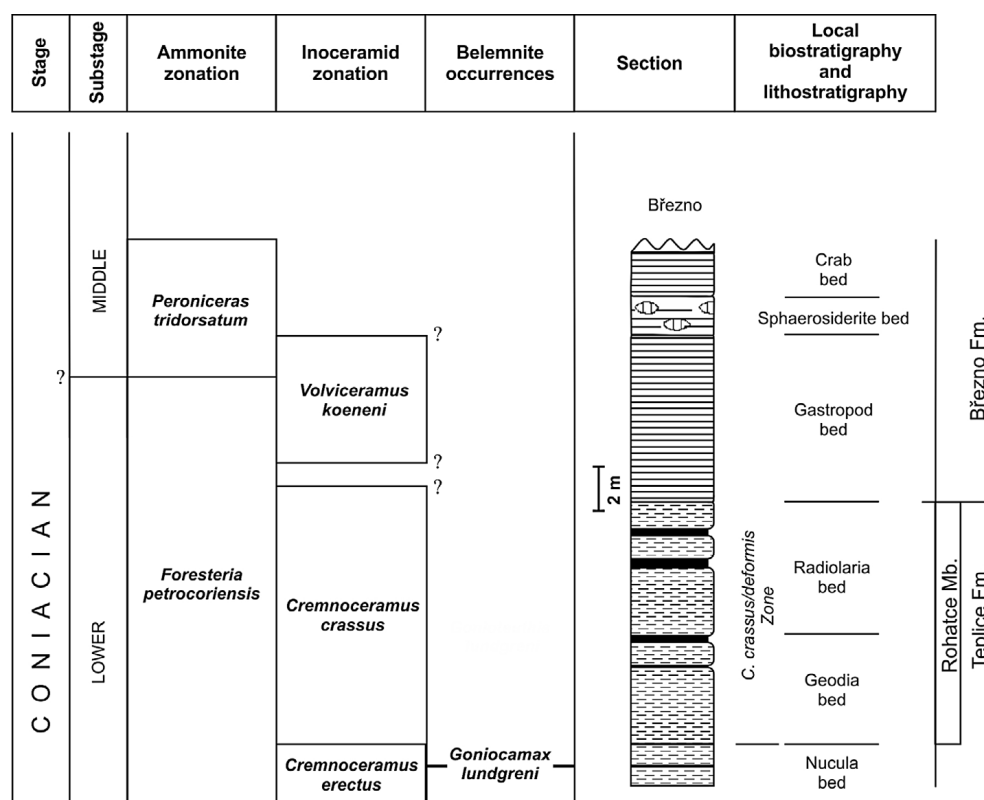 Stage
Substage
Ammonite
zonation
Inoceramid
zonation
Belemnite
occurrences
Section
Local
biostratigraphy
and
lithostratigraphy
CONIACIAN
MIDDLE
LOWER
?
Peroniceras
tridorsatum
Foresteria
petrocoriensis
?
Volviceramus
koeneni
?
?
Cremnoceramus
crassus
Cremnoceramus
erectus
Goniocamax
lundgreni
Březno
2 m
C. crassus/deformis
Zone
Crab
bed
Sphaerosiderite bed
Gastropod
bed
Radiolaria
bed
Geodia
bed
Nucula
bed
Rohatce Mb.
Březno Fm.
Teplice Fm.